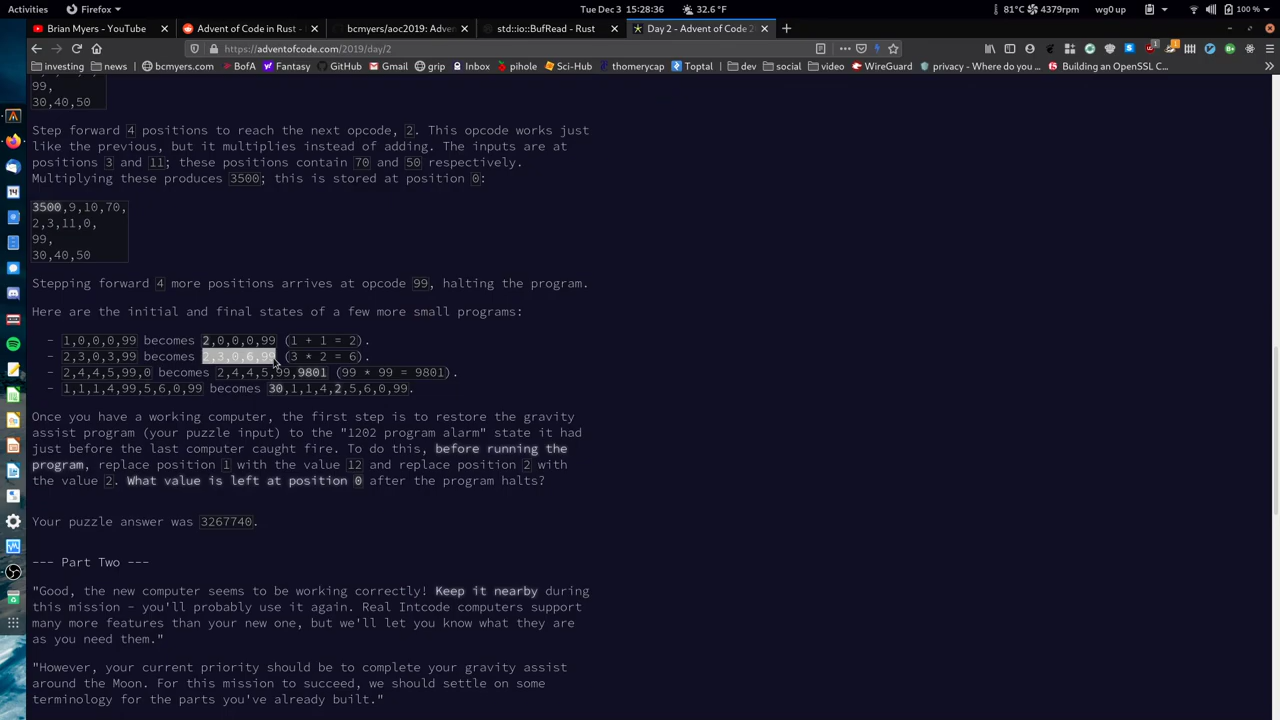 Activities Firefox Tue Dec 3 15:28:36 32.6 °F 81°C 4379rpm wg0 up 100 %
Brian Myers - YouTube Advent of Code in Rust - bcmyers/aoc2019: Adven std::io::BufRead - Rust Day 2 - Advent of Code 2
https://adventofcode.com/2019/day/2
investing news bcmyers.com BofA Fantasy GitHub Gmail grip Inbox pihole Sci-Hub thomerycap Toptal dev social video WireGuard privacy - Where do you … Building an OpenSSL C…
99,
30,40,50
Step forward 4 positions to reach the next opcode, 2. This opcode works just
like the previous, but it multiplies instead of adding. The inputs are at
positions 3 and 11; these positions contain 70 and 50 respectively.
Multiplying these produces 3500; this is stored at position 0:
3500,9,10,70,
2,3,11,0,
99,
30,40,50
Stepping forward 4 more positions arrives at opcode 99, halting the program.
Here are the initial and final states of a few more small programs:
- 1,0,0,0,99 becomes 2,0,0,0,99 (1 + 1 = 2).
- 2,3,0,3,99 becomes 2,3,0,6,99 (3 * 2 = 6).
- 2,4,4,5,99,0 becomes 2,4,4,5,99,9801 (99 * 99 = 9801).
- 1,1,1,4,99,5,6,0,99 becomes 30,1,1,4,2,5,6,0,99.
Once you have a working computer, the first step is to restore the gravity
assist program (your puzzle input) to the "1202 program alarm" state it had
just before the last computer caught fire. To do this, before running the
program, replace position 1 with the value 12 and replace position 2 with
the value 2. What value is left at position 0 after the program halts?
Your puzzle answer was 3267740.
--- Part Two ---
"Good, the new computer seems to be working correctly! Keep it nearby during
this mission - you'll probably use it again. Real Intcode computers support
many more features than your new one, but we'll let you know what they are
as you need them."
"However, your current priority should be to complete your gravity assist
around the Moon. For this mission to succeed, we should settle on some
terminology for the parts you've already built."